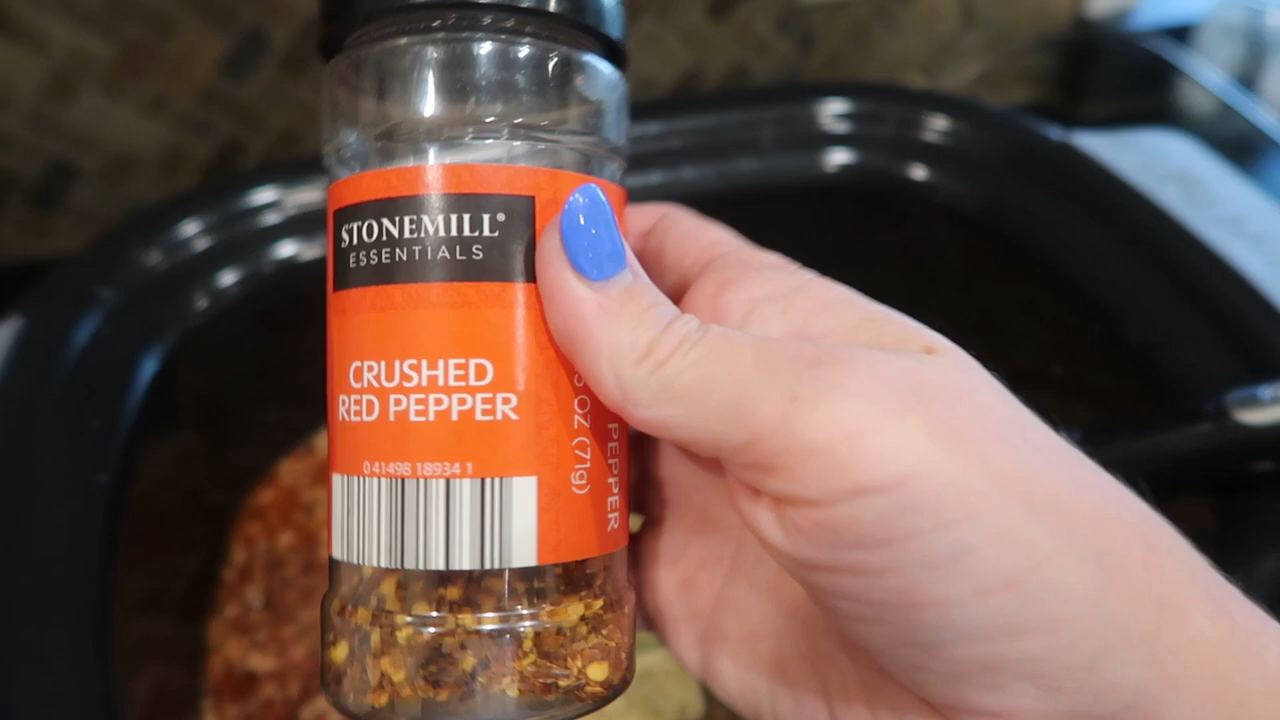 STONEMILL®
ESSENTIALS
CRUSHED
RED PEPPER
0 41498 18934 1
PEPPER
OZ (71g)